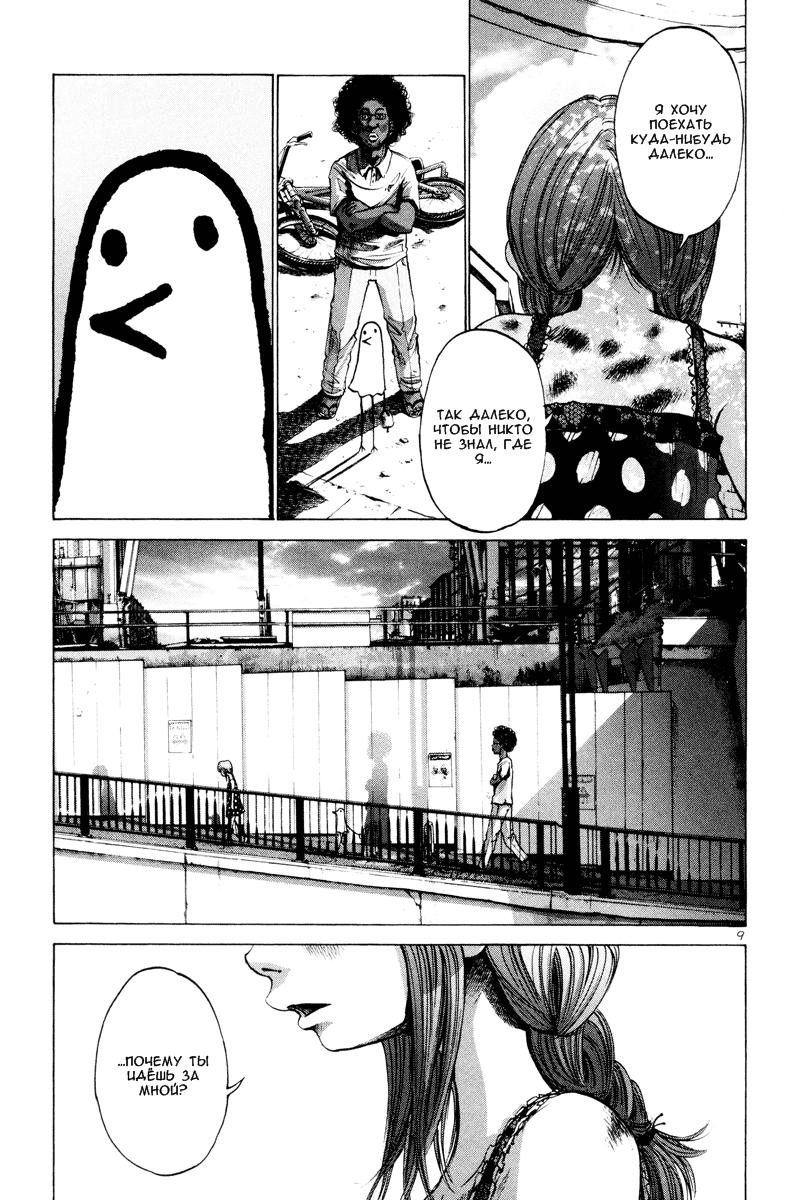 Я ХОЧУ
ПОЕХАТЬ
КУДА-НИБУДЬ
ДАЛЕКО...
ТАК ДАЛЕКО,
ЧТОБЫ НИКТО
НЕ ЗНАЛ, ГДЕ
Я...
9
...ПОЧЕМУ ТЫ
ИДЁШЬ ЗА
МНОЙ?